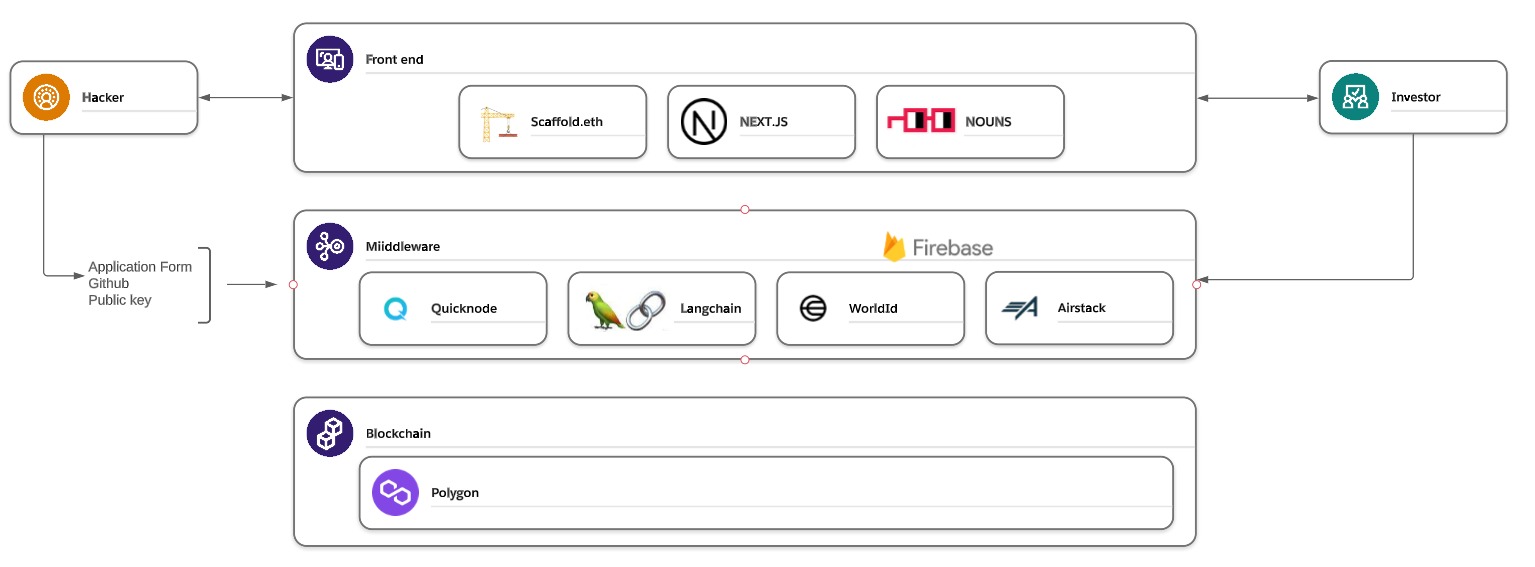 Hacker
Front end
Scaffold.eth
NEXT.JS
NOUNS
Investor
Application Form
Github
Public key
Miiddleware
Firebase
Quicknode
Langchain
WorldId
Airstack
Blockchain
Polygon